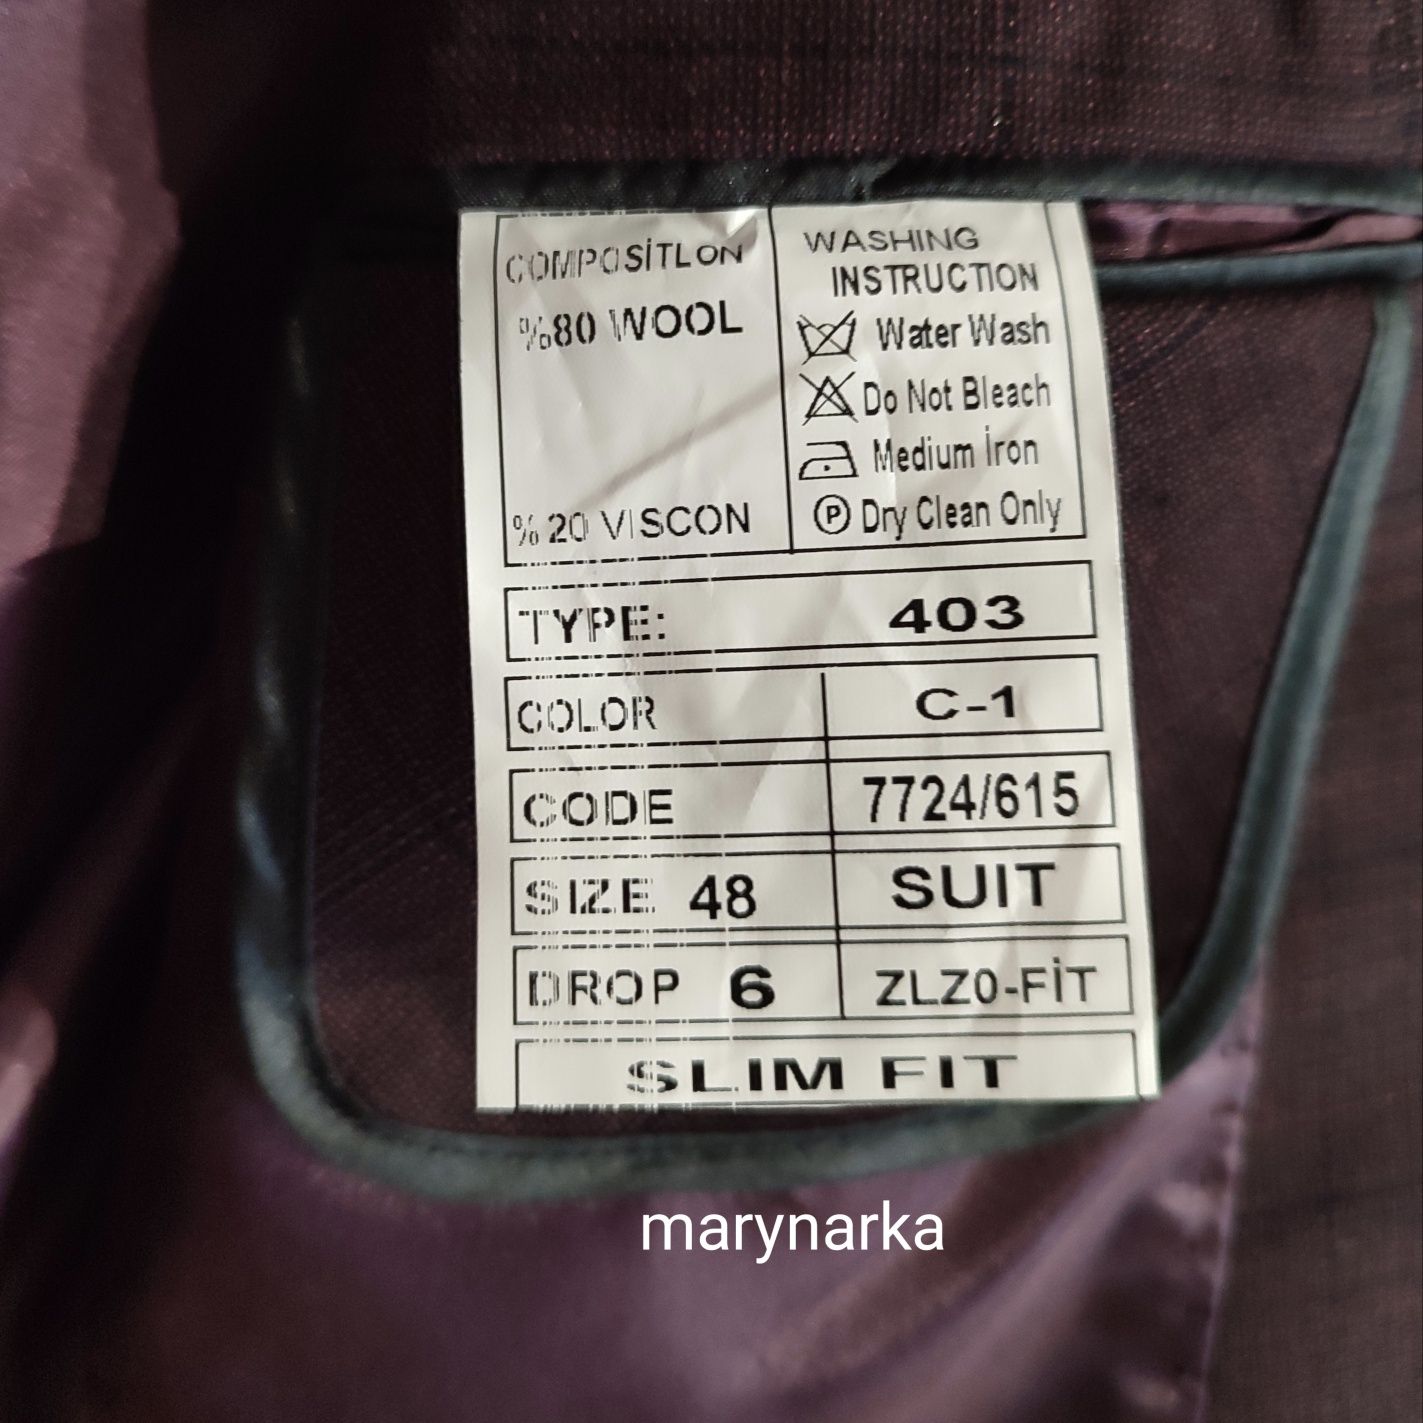 COMPOSİTLON
%80 WOOL
% 20 VISCON
WASHING
INSTRUCTION
Water Wash
Do Not Bleach
Medium İron
P Dry Clean Only
TYPE: 403
COLOR C-1
CODE 7724/615
SIZE 48 SUIT
DROP 6 ZLZ0-FİT
SLIM FIT
marynarka